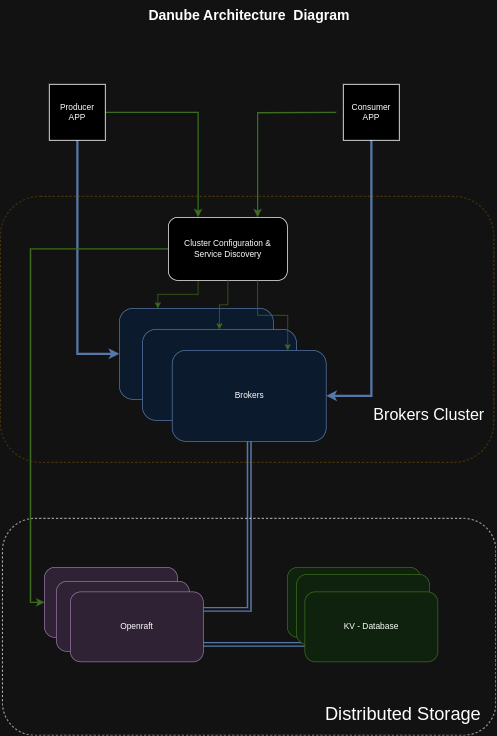 Danube Architecture  Diagram
Producer
APP
Consumer
APP
Cluster Configuration &
Service Discovery
Brokers
Brokers Cluster
Openraft
KV - Database
Distributed Storage